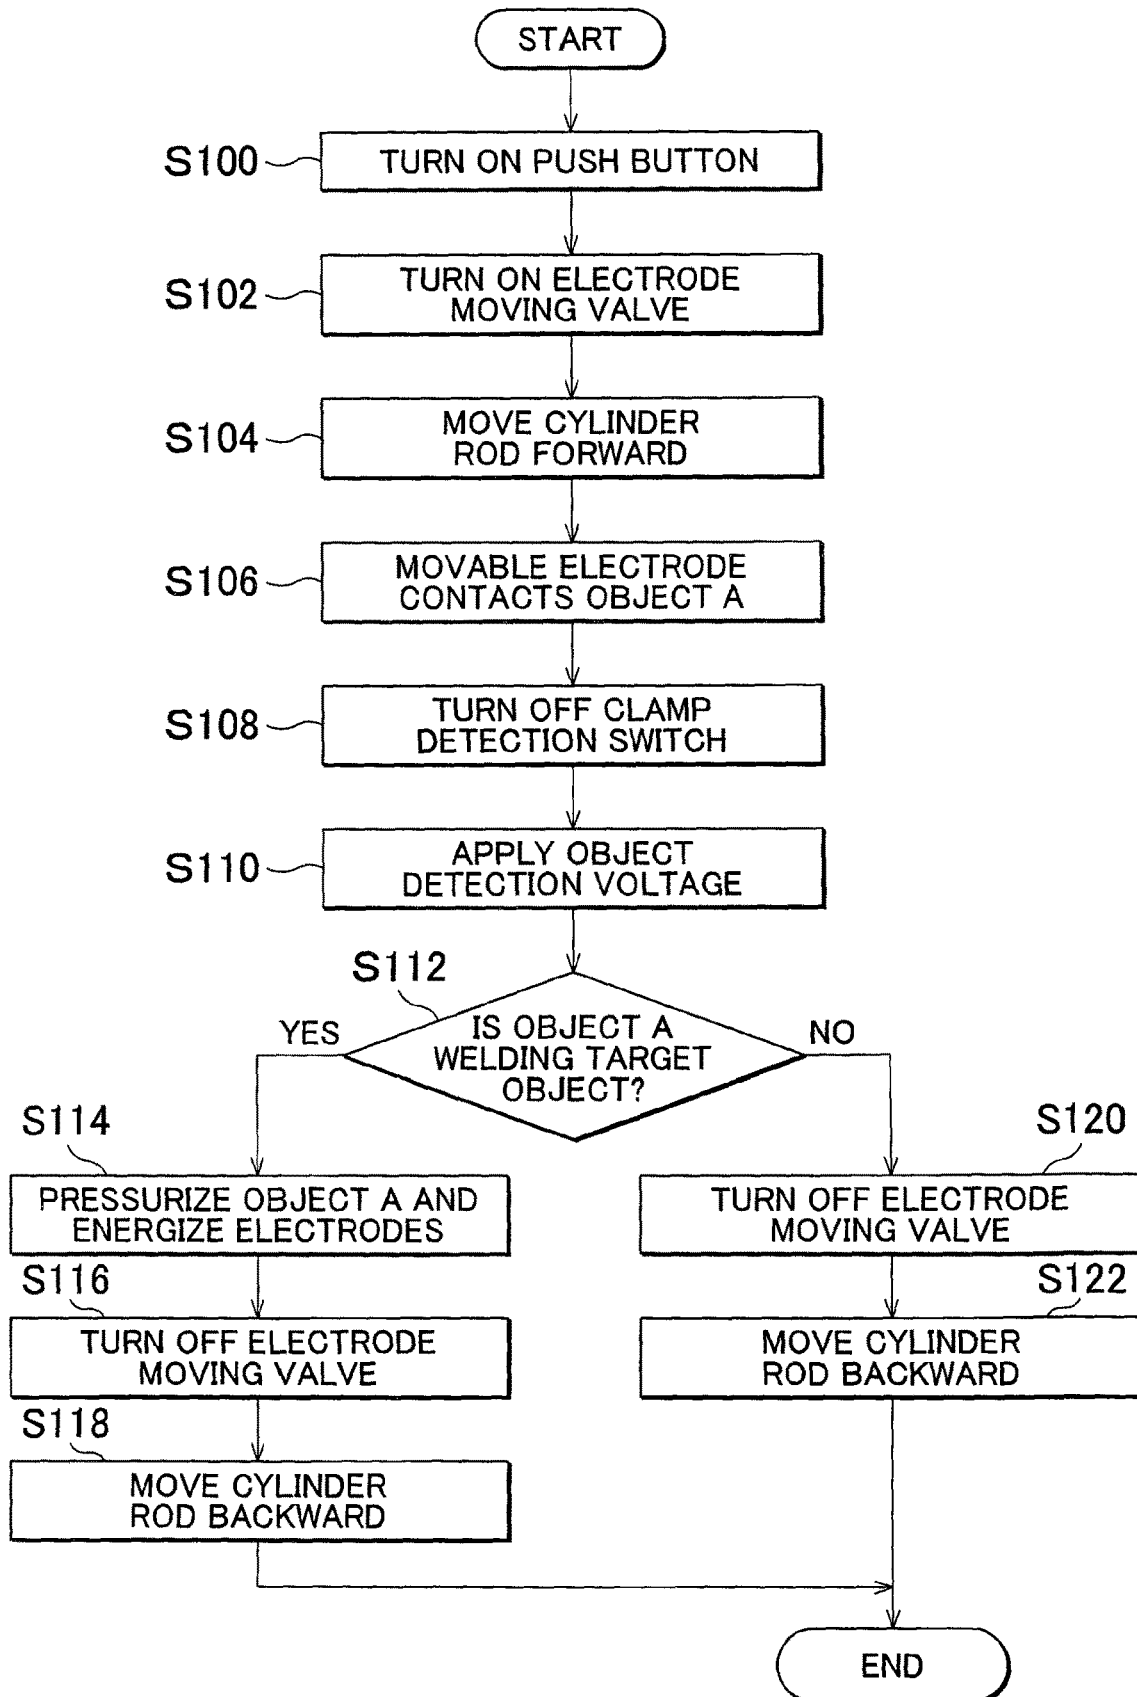 START
S100
TURN ON PUSH BUTTON
S102
TURN ON ELECTRODE
MOVING VALVE
S104
MOVE CYLINDER
ROD FORWARD
S106
MOVABLE ELECTRODE
CONTACTS OBJECT A
S108
TURN OFF CLAMP
DETECTION SWITCH
S110
APPLY OBJECT
DETECTION VOLTAGE
S112
IS OBJECT A
WELDING TARGET
OBJECT?
YES
NO
S114
PRESSURIZE OBJECT A AND
ENERGIZE ELECTRODES
S116
TURN OFF ELECTRODE
MOVING VALVE
S118
MOVE CYLINDER
ROD BACKWARD
S120
TURN OFF ELECTRODE
MOVING VALVE
S122
MOVE CYLINDER
ROD BACKWARD
END